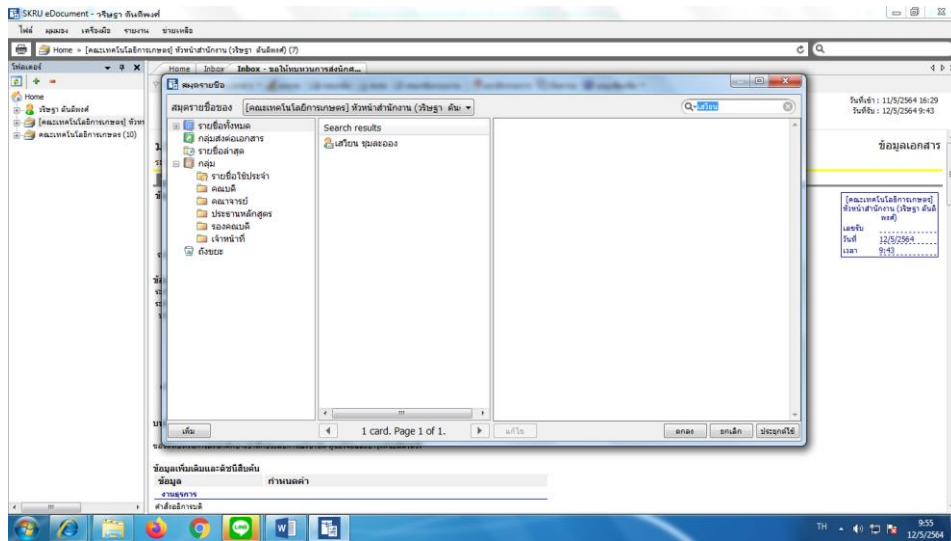 SKRU eDocument - วริษฐา ตันติพงศ์
ไฟล์ มุมมอง เครื่องมือ รายงาน ช่วยเหลือ
Home » [คณะเทคโนโลยีการเกษตร] หัวหน้าสำนักงาน (วริษฐา ตันติพงศ์) (7)
โฟลเดอร์
Home Inbox Inbox - ขอให้ทบทวนการส่งนักศ...
Home
วริษฐา ตันติพงศ์
[คณะเทคโนโลยีการเกษตร] หัวห
คณะเทคโนโลยีการเกษตร (10)
สมุดรายชื่อ
สมุดรายชื่อของ [คณะเทคโนโลยีการเกษตร] หัวหน้าสำนักงาน (วริษฐา ตัน
เสวียน
รายชื่อทั้งหมด
กลุ่มส่งต่อเอกสาร
รายชื่อล่าสุด
กลุ่ม
รายชื่อใช้ประจำ
คณบดี
คณาจารย์
ประธานหลักสูตร
รองคณบดี
เจ้าหน้าที่
ถังขยะ
Search results
เสวียน ชุมละออง
เพิ่ม
1 card. Page 1 of 1.
แก้ไข
ตกลง ยกเลิก ประยุกต์ใช้
วันที่เข้า : 11/5/2564 16:29
วันที่รับ : 12/5/2564 9:43
ข้อมูลเอกสาร
[คณะเทคโนโลยีการเกษตร]
หัวหน้าสำนักงาน (วริษฐา ตันติ
พงศ์)
เลขรับ
วันที่ 12/5/2564
เวลา 9:43
ข้อมูลเพิ่มเติมและดัชนีสืบค้น
ข้อมูล กำหนดค่า
งานธุรการ
คำสั่งอธิการบดี
TH
9:55
12/5/2564